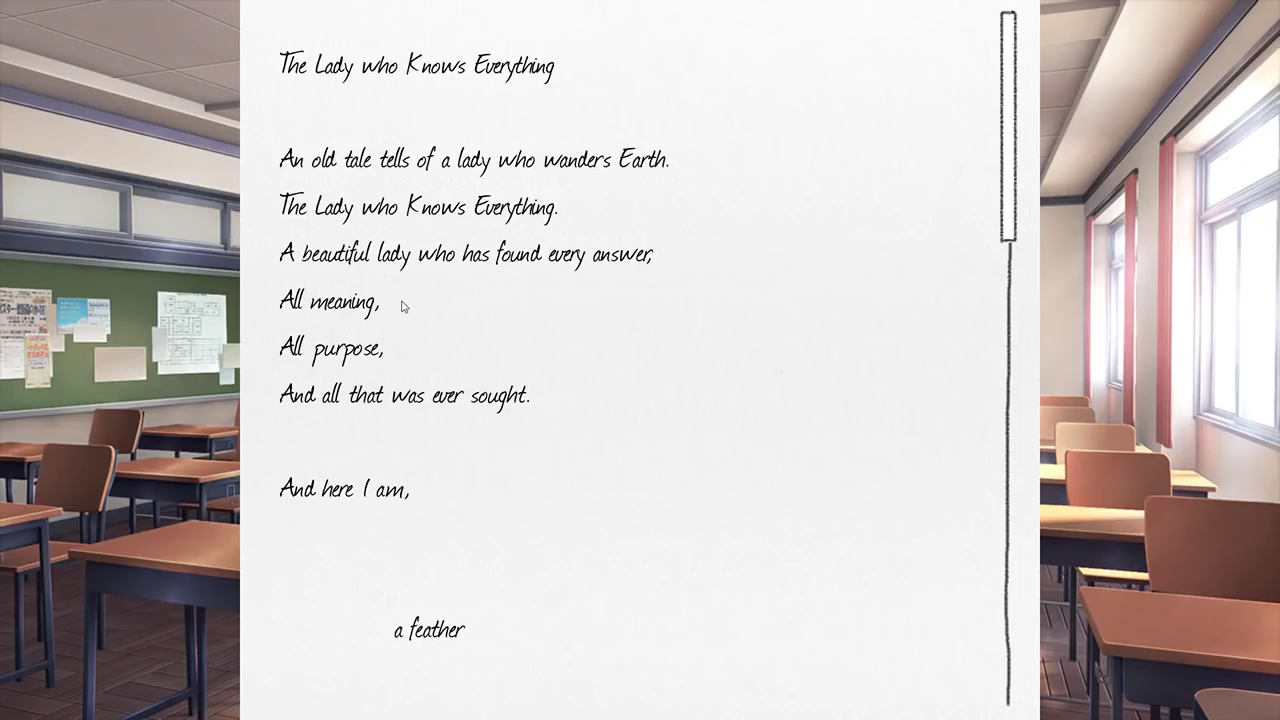 The Lady who Knows Everything
An old tale tells of a lady who wanders Earth.
The Lady who Knows Everything.
A beautiful lady who has found every answer,
All meaning,
All purpose,
And all that was ever sought.
And here I am,
a feather